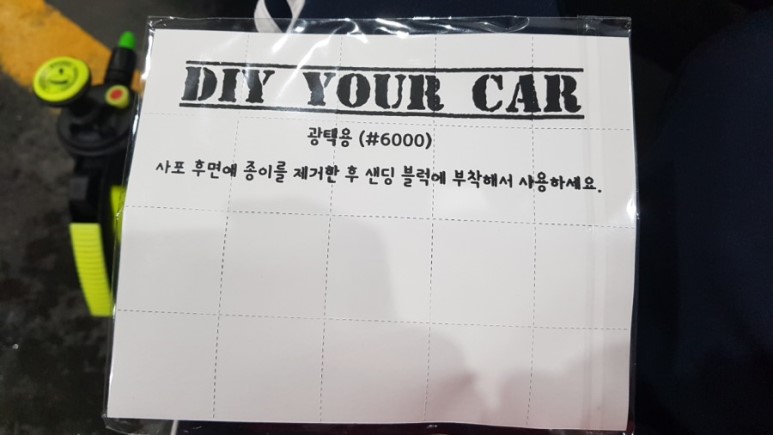 DIY YOUR CAR
광택용 (#6000)
사포 후면에 종이를 제거한 후 샌딩 블럭에 부착해서 사용하세요.